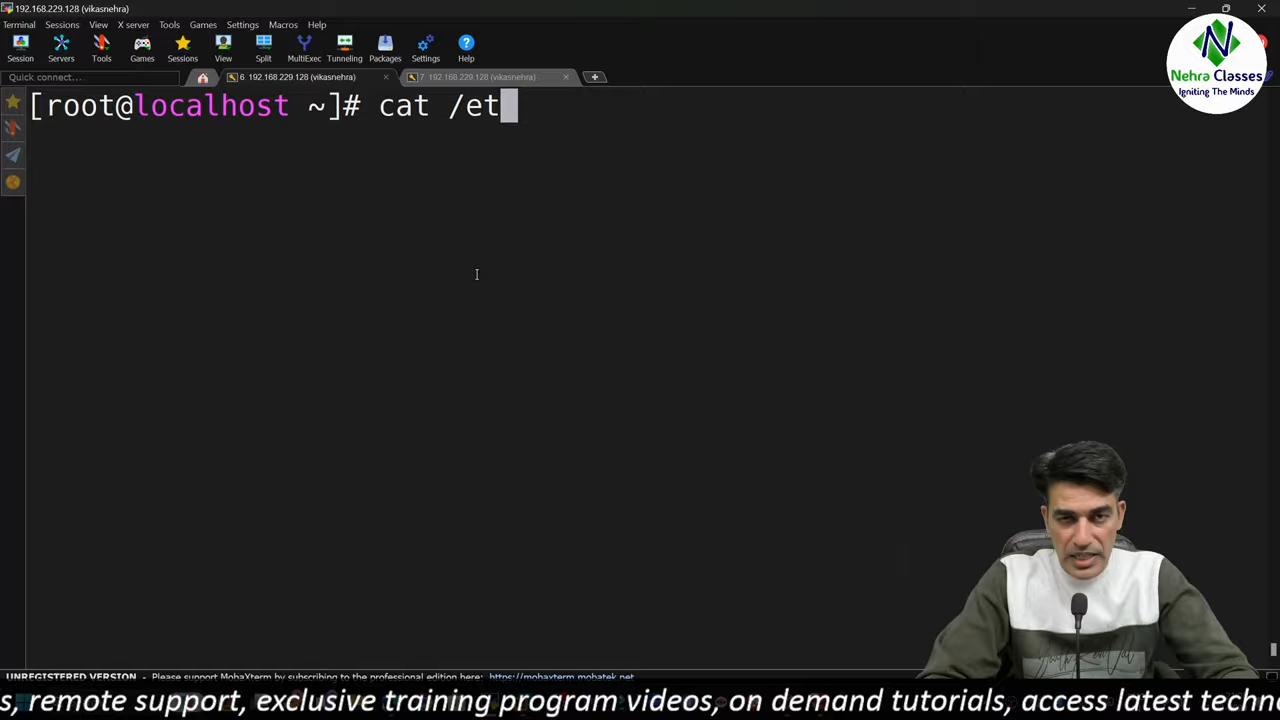 192.168.229.128 (vikasnehra)
Terminal Sessions View X server Tools Games Settings Macros Help
Session Servers Tools Games Sessions View Split MultiExec Tunneling Packages Settings Help
Quick connect...
6 192.168.229.128 (vikasnehra)
7 192.168.229.128 (vikasnehra)
N
Nehra Classes
Igniting The Minds
[root@localhost ~]# cat /et
UNREGISTERED VERSION - Please support MobaXterm by subscribing to the professional edition here: https://mobaxterm.mobatek.net
s, remote support, exclusive training program videos, on demand tutorials, access latest techn